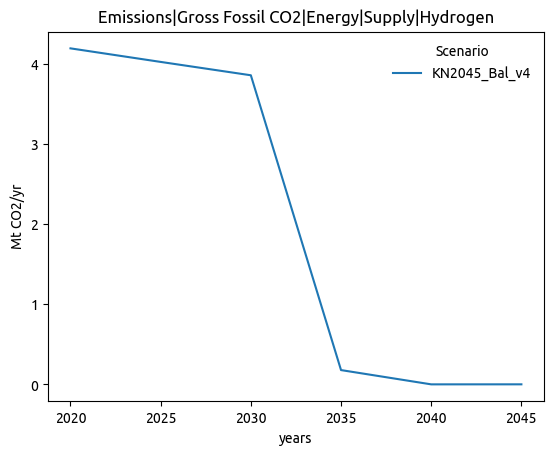 Emissions|Gross Fossil CO2|Energy|Supply|Hydrogen
Scenario
KN2045_Bal_v4
Mt CO2/yr
4
3
2
1
0
2020 2025 2030 2035 2040 2045
years